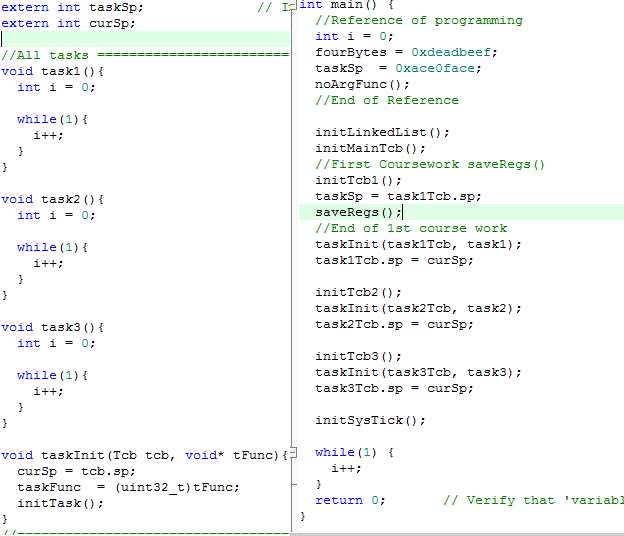 extern int taskSp;               // I
extern int curSp;

//All tasks ========================
void task1(){
  int i = 0;

  while(1){
    i++;
  }
}

void task2(){
  int i = 0;

  while(1){
    i++;
  }
}

void task3(){
  int i = 0;

  while(1){
    i++;
  }
}

void taskInit(Tcb tcb, void* tFunc){
  curSp = tcb.sp;
  taskFunc  = (uint32_t)tFunc;
  initTask();
}
//==================================
int main() {
  //Reference of programming
  int i = 0;
  fourBytes = 0xdeadbeef;
  taskSp  = 0xace0face;
  noArgFunc();
  //End of Reference

  initLinkedList();
  initMainTcb();
  //First Coursework saveRegs()
  initTcb1();
  taskSp = task1Tcb.sp;
  saveRegs();
  //End of 1st course work
  taskInit(task1Tcb, task1);
  task1Tcb.sp = curSp;

  initTcb2();
  taskInit(task2Tcb, task2);
  task2Tcb.sp = curSp;

  initTcb3();
  taskInit(task3Tcb, task3);
  task3Tcb.sp = curSp;

  initSysTick();

  while(1) {
    i++;
  }
  return 0;       // Verify that 'variabl
}